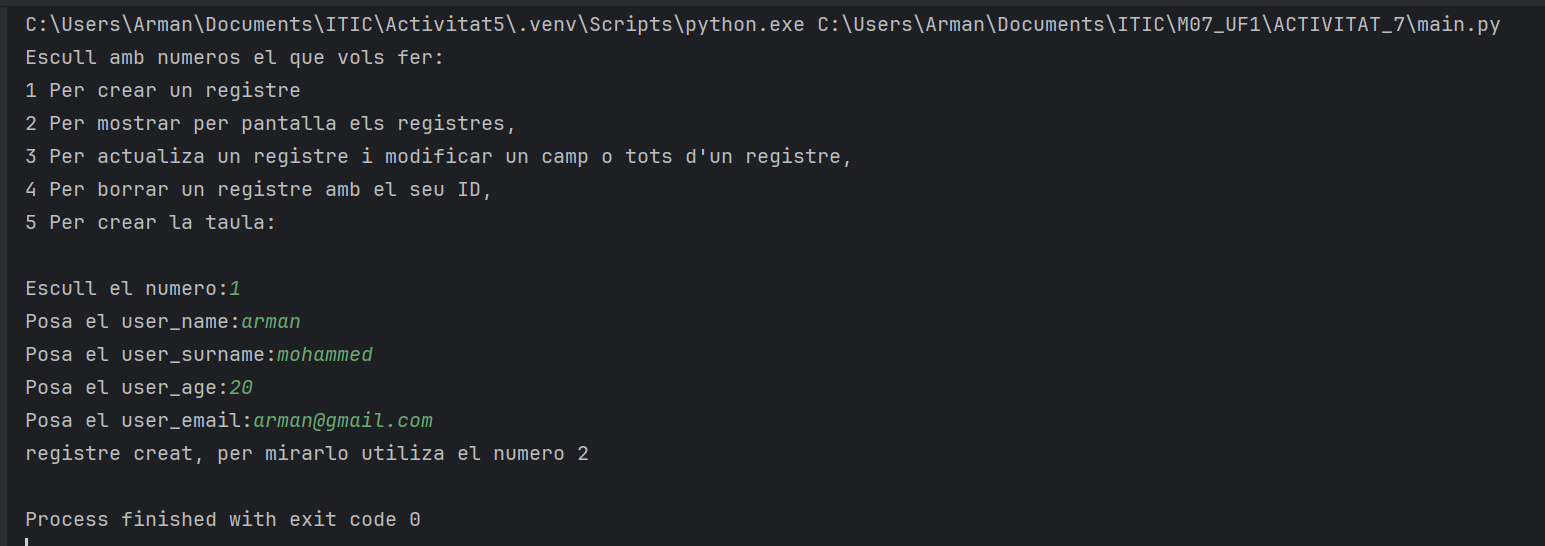 C:\Users\Arman\Documents\ITIC\Activitat5\.venv\Scripts\python.exe C:\Users\Arman\Documents\ITIC\M07_UF1\ACTIVITAT_7\main.py
Escull amb numeros el que vols fer:
1 Per crear un registre
2 Per mostrar per pantalla els registres,
3 Per actualiza un registre i modificar un camp o tots d'un registre,
4 Per borrar un registre amb el seu ID,
5 Per crear la taula:
Escull el numero:1
Posa el user_name:arman
Posa el user_surname:mohammed
Posa el user_age:20
Posa el user_email:arman@gmail.com
registre creat, per mirarlo utiliza el numero 2
Process finished with exit code 0